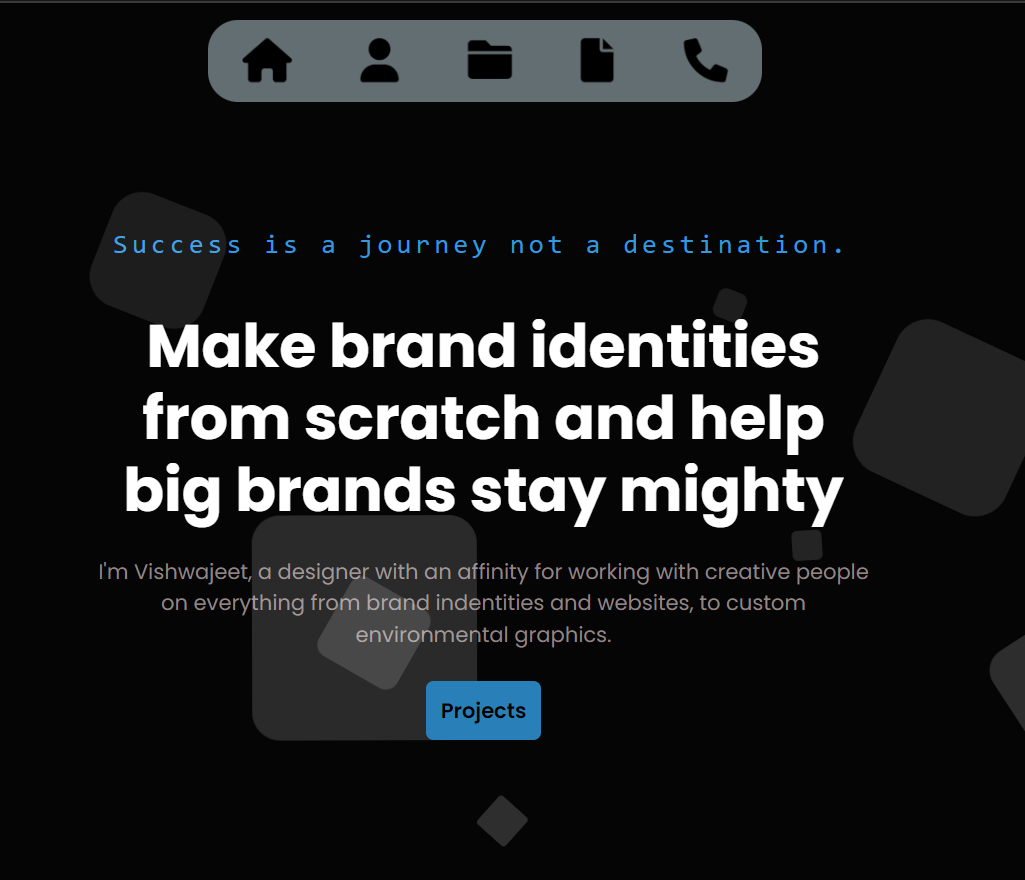 Success is a journey not a destination.
Make brand identities
from scratch and help
big brands stay mighty
I'm Vishwajeet, a designer with an affinity for working with creative people
on everything from brand indentities and websites, to custom
environmental graphics.
Projects